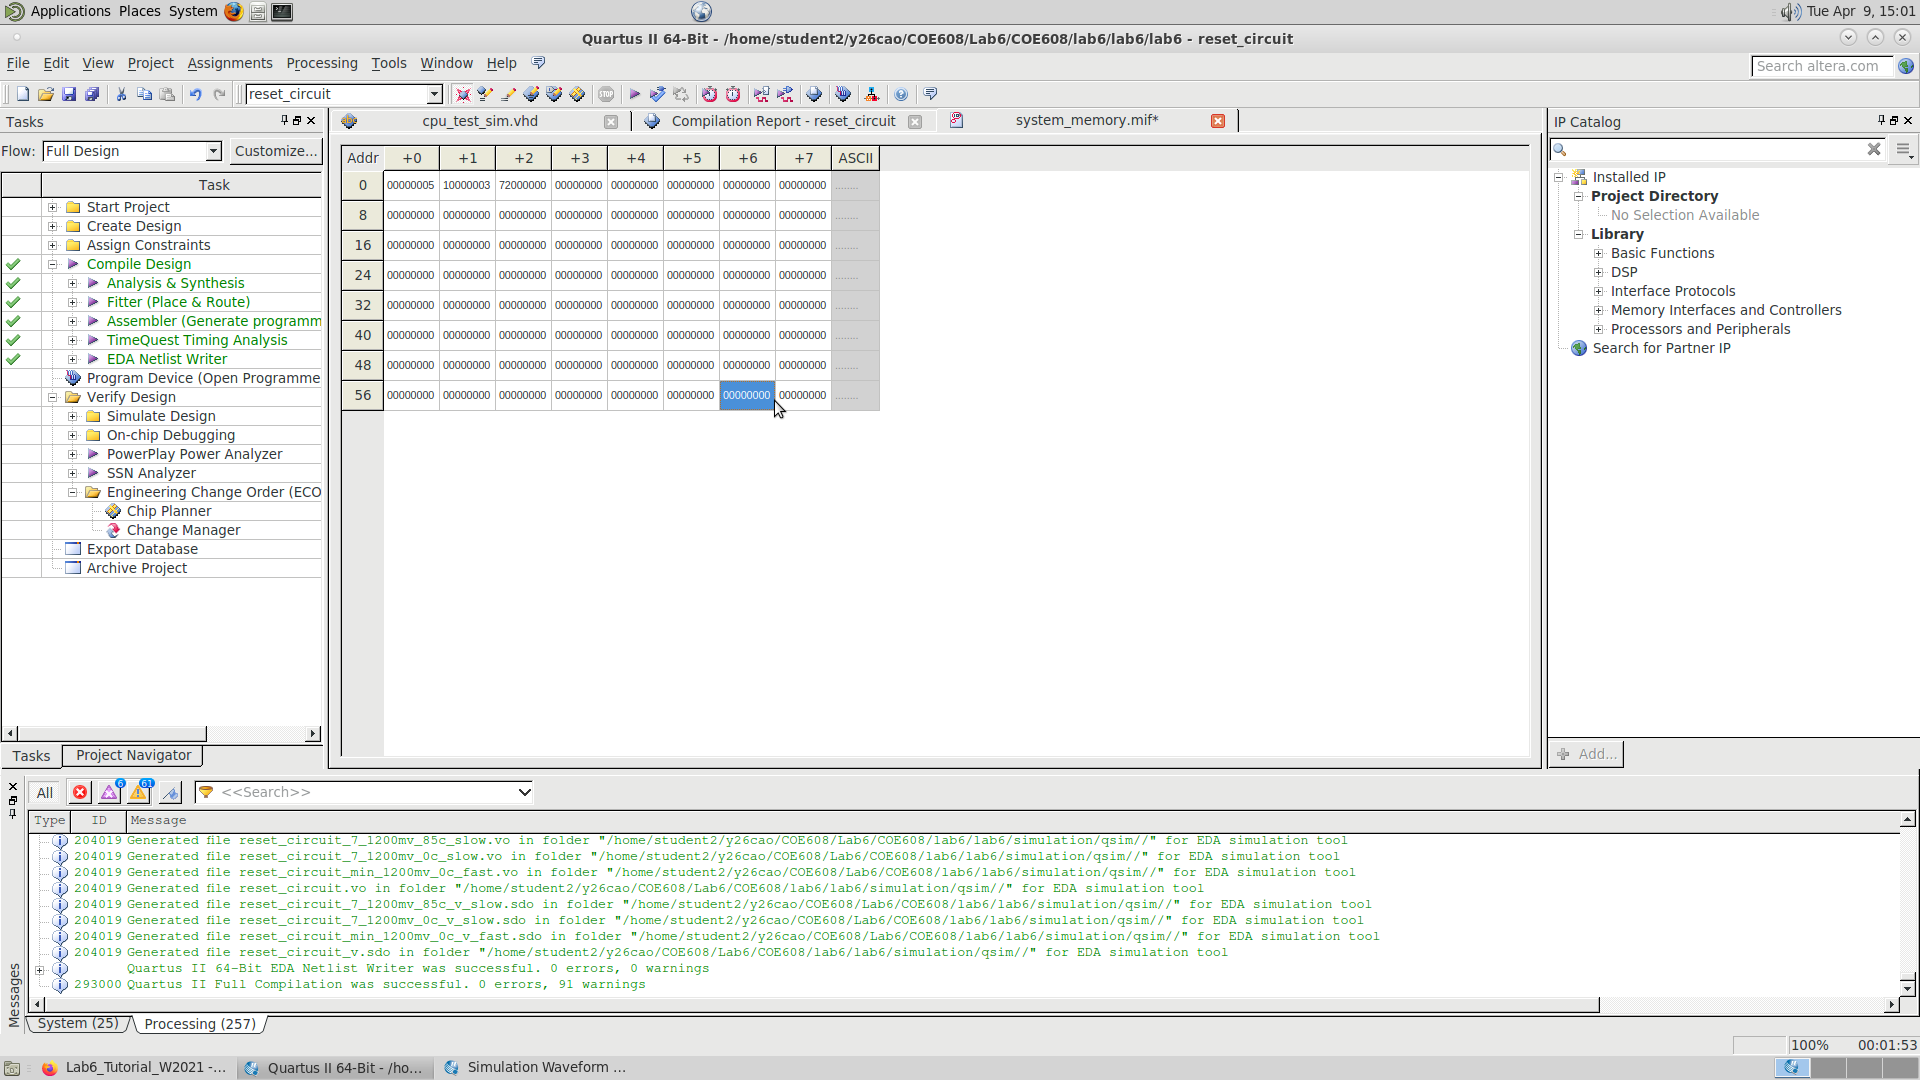 Applications Places System Tue Apr 9, 15:01
Quartus II 64-Bit - /home/student2/y26cao/COE608/Lab6/COE608/lab6/lab6/lab6 - reset_circuit
File Edit View Project Assignments Processing Tools Window Help Search altera.com
reset_circuit
Tasks
Flow: Full Design Customize...
Task
Start Project
Create Design
Assign Constraints
Compile Design
Analysis & Synthesis
Fitter (Place & Route)
Assembler (Generate programm
TimeQuest Timing Analysis
EDA Netlist Writer
Program Device (Open Programme
Verify Design
Simulate Design
On-chip Debugging
PowerPlay Power Analyzer
SSN Analyzer
Engineering Change Order (ECO
Chip Planner
Change Manager
Export Database
Archive Project
Tasks Project Navigator
cpu_test_sim.vhd Compilation Report - reset_circuit system_memory.mif*
Addr +0 +1 +2 +3 +4 +5 +6 +7 ASCII
0 00000005 10000003 72000000 00000000 00000000 00000000 00000000 00000000 ........
8 00000000 00000000 00000000 00000000 00000000 00000000 00000000 00000000 ........
16 00000000 00000000 00000000 00000000 00000000 00000000 00000000 00000000 ........
24 00000000 00000000 00000000 00000000 00000000 00000000 00000000 00000000 ........
32 00000000 00000000 00000000 00000000 00000000 00000000 00000000 00000000 ........
40 00000000 00000000 00000000 00000000 00000000 00000000 00000000 00000000 ........
48 00000000 00000000 00000000 00000000 00000000 00000000 00000000 00000000 ........
56 00000000 00000000 00000000 00000000 00000000 00000000 00000000 00000000 ........
IP Catalog
Installed IP
Project Directory
No Selection Available
Library
Basic Functions
DSP
Interface Protocols
Memory Interfaces and Controllers
Processors and Peripherals
Search for Partner IP
Add...
All 6 61 <<Search>>
Type ID Message
204019 Generated file reset_circuit_7_1200mv_85c_slow.vo in folder "/home/student2/y26cao/COE608/Lab6/COE608/lab6/lab6/simulation/qsim//" for EDA simulation tool
204019 Generated file reset_circuit_7_1200mv_0c_slow.vo in folder "/home/student2/y26cao/COE608/Lab6/COE608/lab6/lab6/simulation/qsim//" for EDA simulation tool
204019 Generated file reset_circuit_min_1200mv_0c_fast.vo in folder "/home/student2/y26cao/COE608/Lab6/COE608/lab6/lab6/simulation/qsim//" for EDA simulation tool
204019 Generated file reset_circuit.vo in folder "/home/student2/y26cao/COE608/Lab6/COE608/lab6/lab6/simulation/qsim//" for EDA simulation tool
204019 Generated file reset_circuit_7_1200mv_85c_v_slow.sdo in folder "/home/student2/y26cao/COE608/Lab6/COE608/lab6/lab6/simulation/qsim//" for EDA simulation tool
204019 Generated file reset_circuit_7_1200mv_0c_v_slow.sdo in folder "/home/student2/y26cao/COE608/Lab6/COE608/lab6/lab6/simulation/qsim//" for EDA simulation tool
204019 Generated file reset_circuit_min_1200mv_0c_v_fast.sdo in folder "/home/student2/y26cao/COE608/Lab6/COE608/lab6/lab6/simulation/qsim//" for EDA simulation tool
204019 Generated file reset_circuit_v.sdo in folder "/home/student2/y26cao/COE608/Lab6/COE608/lab6/lab6/simulation/qsim//" for EDA simulation tool
Quartus II 64-Bit EDA Netlist Writer was successful. 0 errors, 0 warnings
293000 Quartus II Full Compilation was successful. 0 errors, 91 warnings
Messages
System (25) Processing (257)
100% 00:01:53
Lab6_Tutorial_W2021 -... Quartus II 64-Bit - /ho... Simulation Waveform ...